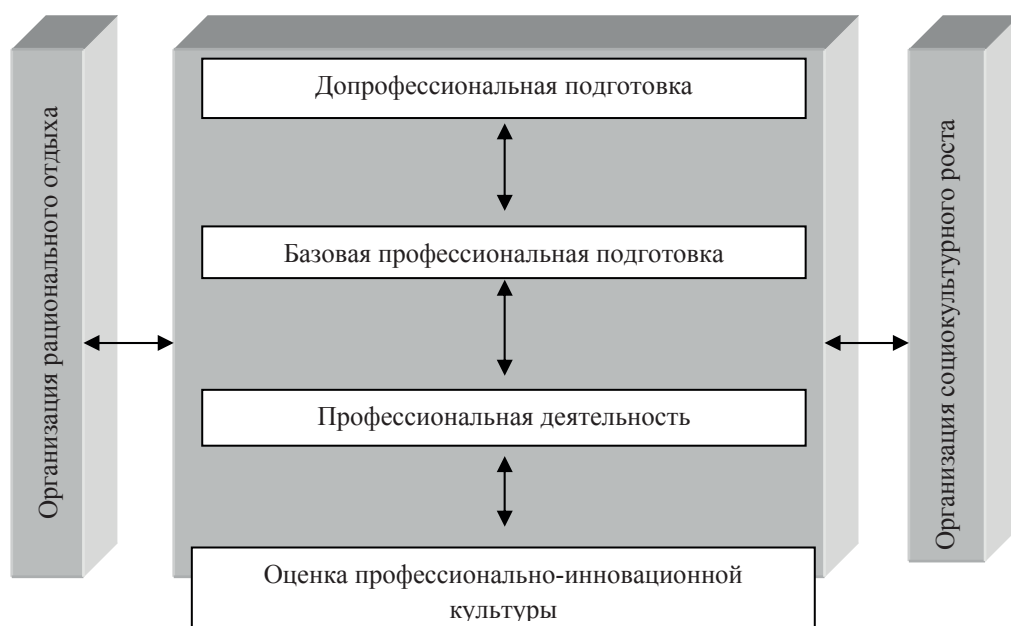 Организация рационального отдыха
Допрофессиональная подготовка
Базовая профессиональная подготовка
Профессиональная деятельность
Оценка профессионально-инновационной
культуры
Организация социокультурного роста